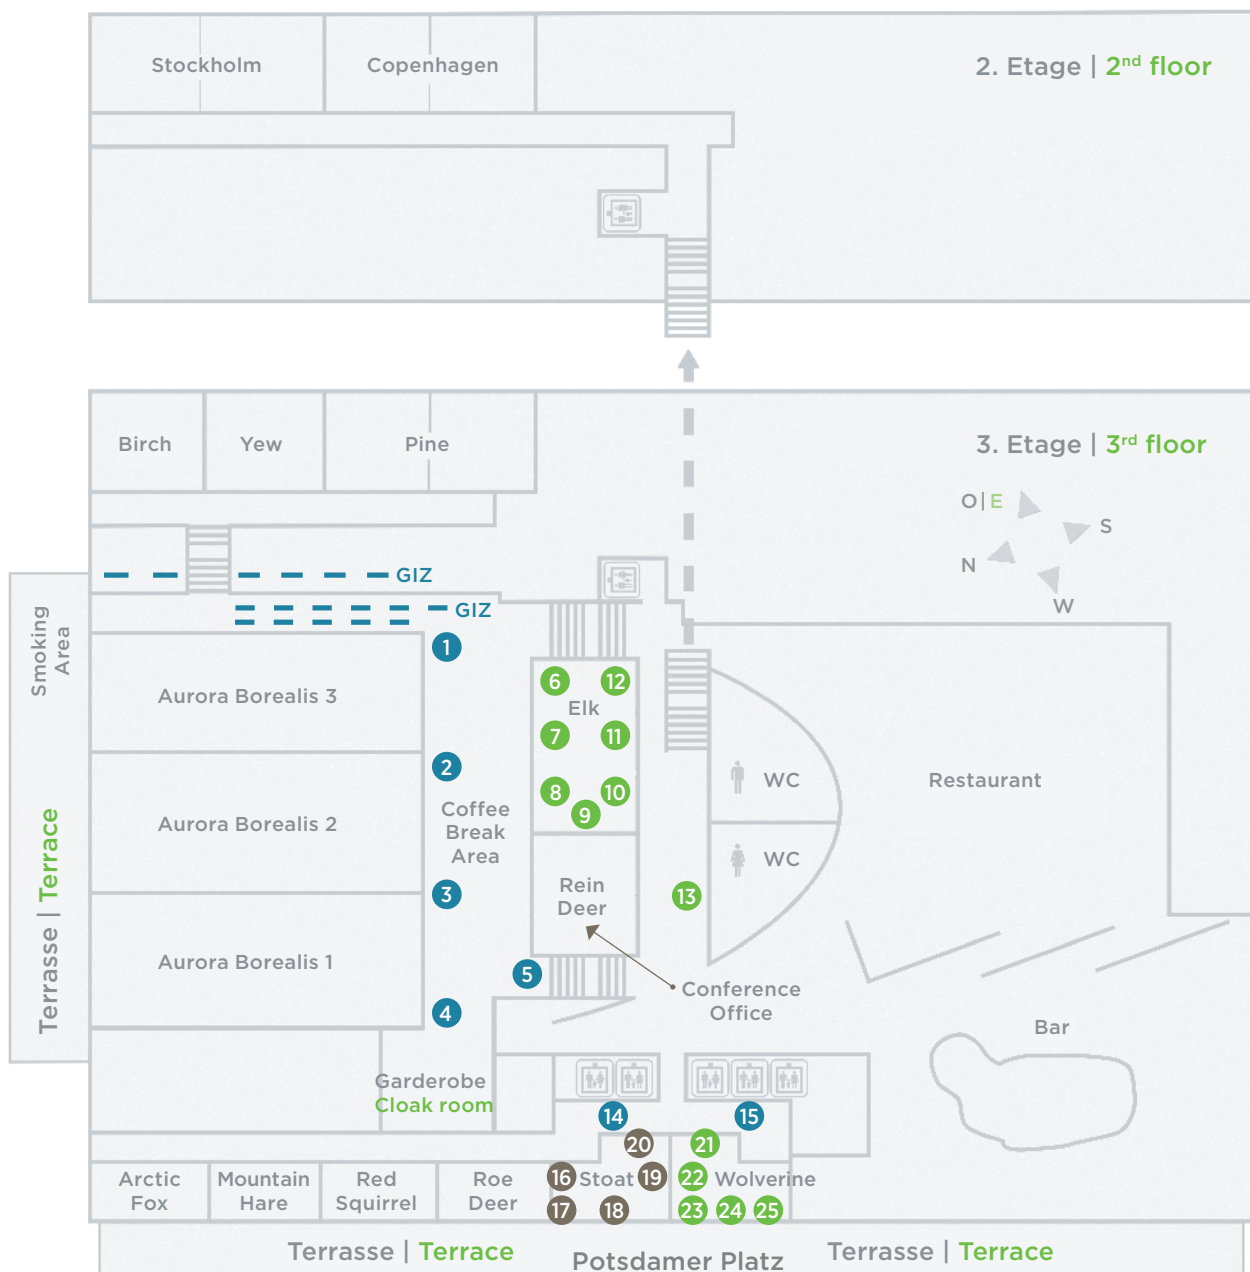 Stockholm
Copenhagen
2. Etage | 2nd floor
Birch
Yew
Pine
3. Etage | 3rd floor
O|E
S
N
W
GIZ
GIZ
Smoking
Area
1
Aurora Borealis 3
6
12
Elk
7
11
2
8
10
9
Coffee
Break
Area
WC
Restaurant
Aurora Borealis 2
WC
Terrasse | Terrace
3
Rein
Deer
13
Aurora Borealis 1
5
4
Conference
Office
Bar
Garderobe
Cloak room
14
15
20
21
Arctic
Fox
Mountain
Hare
Red
Squirrel
Roe
Deer
16
Stoat
19
22
Wolverine
17
18
23
24
25
Terrasse | Terrace
Potsdamer Platz
Terrasse | Terrace